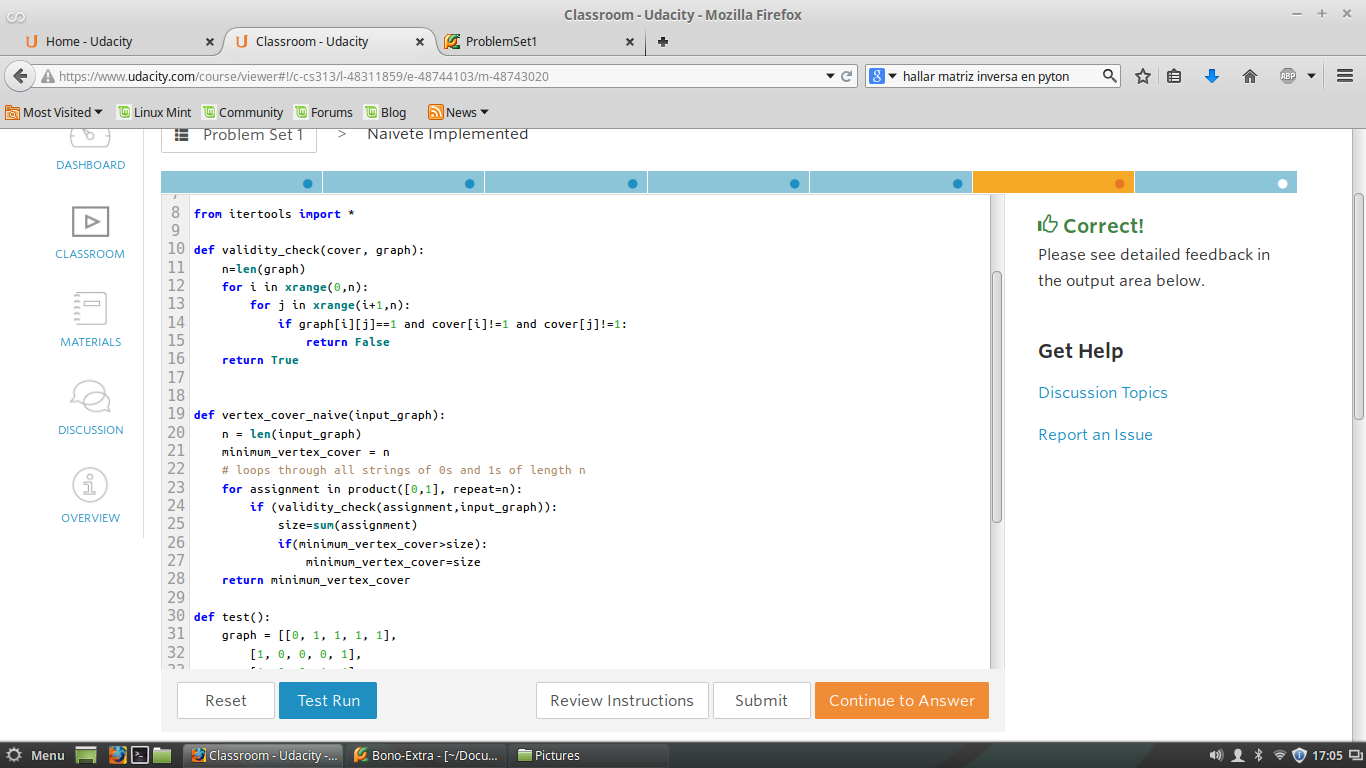 Classroom - Udacity - Mozilla Firefox
Home - Udacity
Classroom - Udacity
ProblemSet1
https://www.udacity.com/course/viewer#!/c-cs313/l-48311859/e-48744103/m-48743020
hallar matriz inversa en pyton
ABP
Most Visited
Linux Mint
Community
Forums
Blog
News
Problem Set 1 > Naivete Implemented
DASHBOARD
CLASSROOM
MATERIALS
DISCUSSION
OVERVIEW
8 from itertools import *
9
10 def validity_check(cover, graph):
11     n=len(graph)
12     for i in xrange(0,n):
13         for j in xrange(i+1,n):
14             if graph[i][j]==1 and cover[i]!=1 and cover[j]!=1:
15                 return False
16     return True
17
18
19 def vertex_cover_naive(input_graph):
20     n = len(input_graph)
21     minimum_vertex_cover = n
22     # loops through all strings of 0s and 1s of length n
23     for assignment in product([0,1], repeat=n):
24         if (validity_check(assignment,input_graph)):
25             size=sum(assignment)
26             if(minimum_vertex_cover>size):
27                 minimum_vertex_cover=size
28     return minimum_vertex_cover
29
30 def test():
31     graph = [[0, 1, 1, 1, 1],
32         [1, 0, 0, 0, 1],
Correct!
Please see detailed feedback in
the output area below.
Get Help
Discussion Topics
Report an Issue
Reset
Test Run
Review Instructions
Submit
Continue to Answer
Menu
Classroom - Udacity -...
Bono-Extra - [~/Docu...
Pictures
17:05